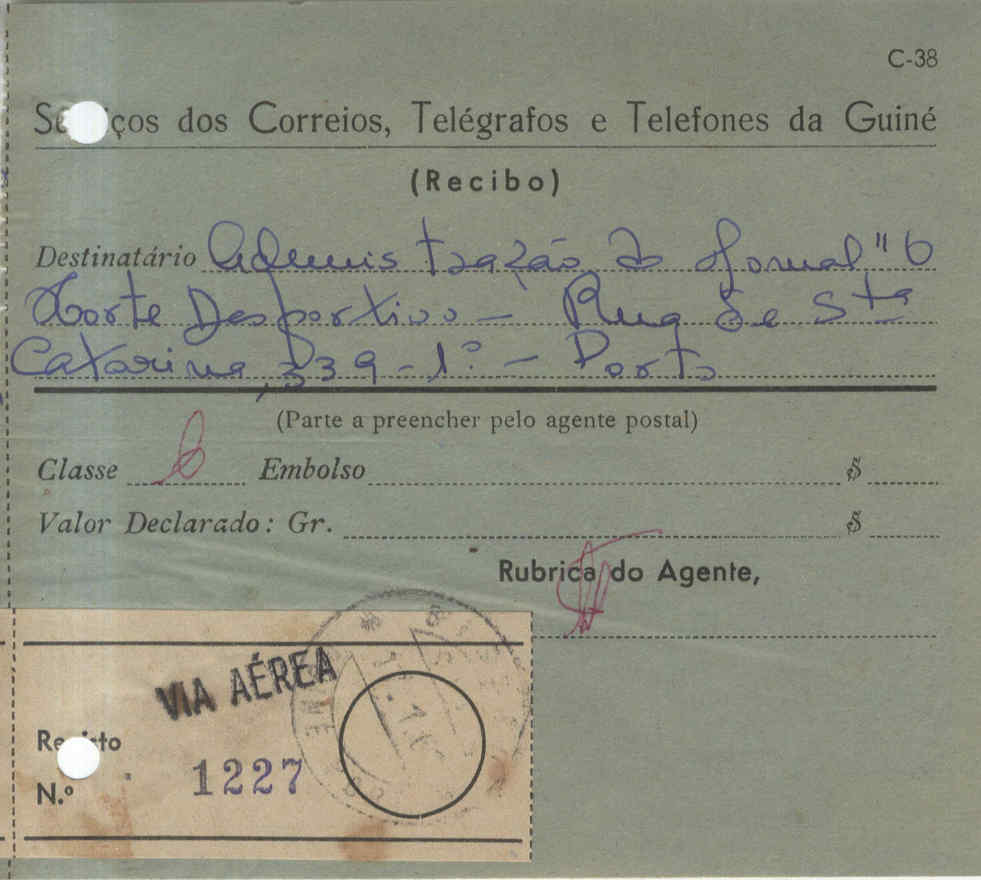 C-38
Serviços dos Correios, Telégrafos e Telefones da Guiné
(Recibo)
Destinatário Adeministração do Jornal "O
Norte Desportivo - Rua de Stª
Catarina, 339-1º - Porto
(Parte a preencher pelo agente postal)
Classe Embolso $
Valor Declarado: Gr. $
Rubrica do Agente,
VIA AÉREA
Registo
N.º 1227